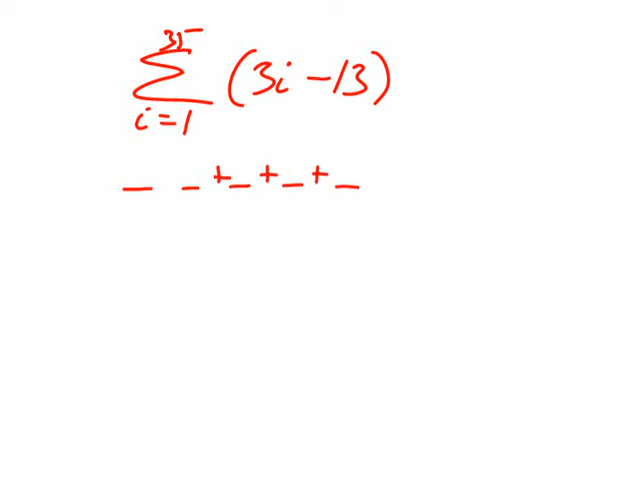 35
∑ (3i - 13)
i = 1
_ _ + _ + _ + _